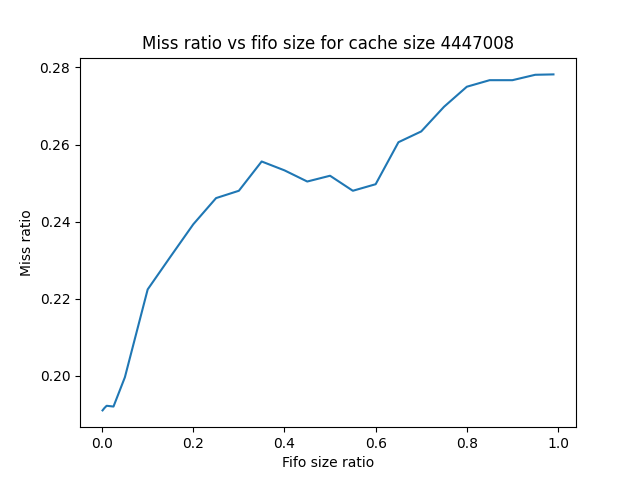 Miss ratio vs fifo size for cache size 4447008
0.28
0.26
0.24
0.22
0.20
Miss ratio
0.0 0.2 0.4 0.6 0.8 1.0
Fifo size ratio